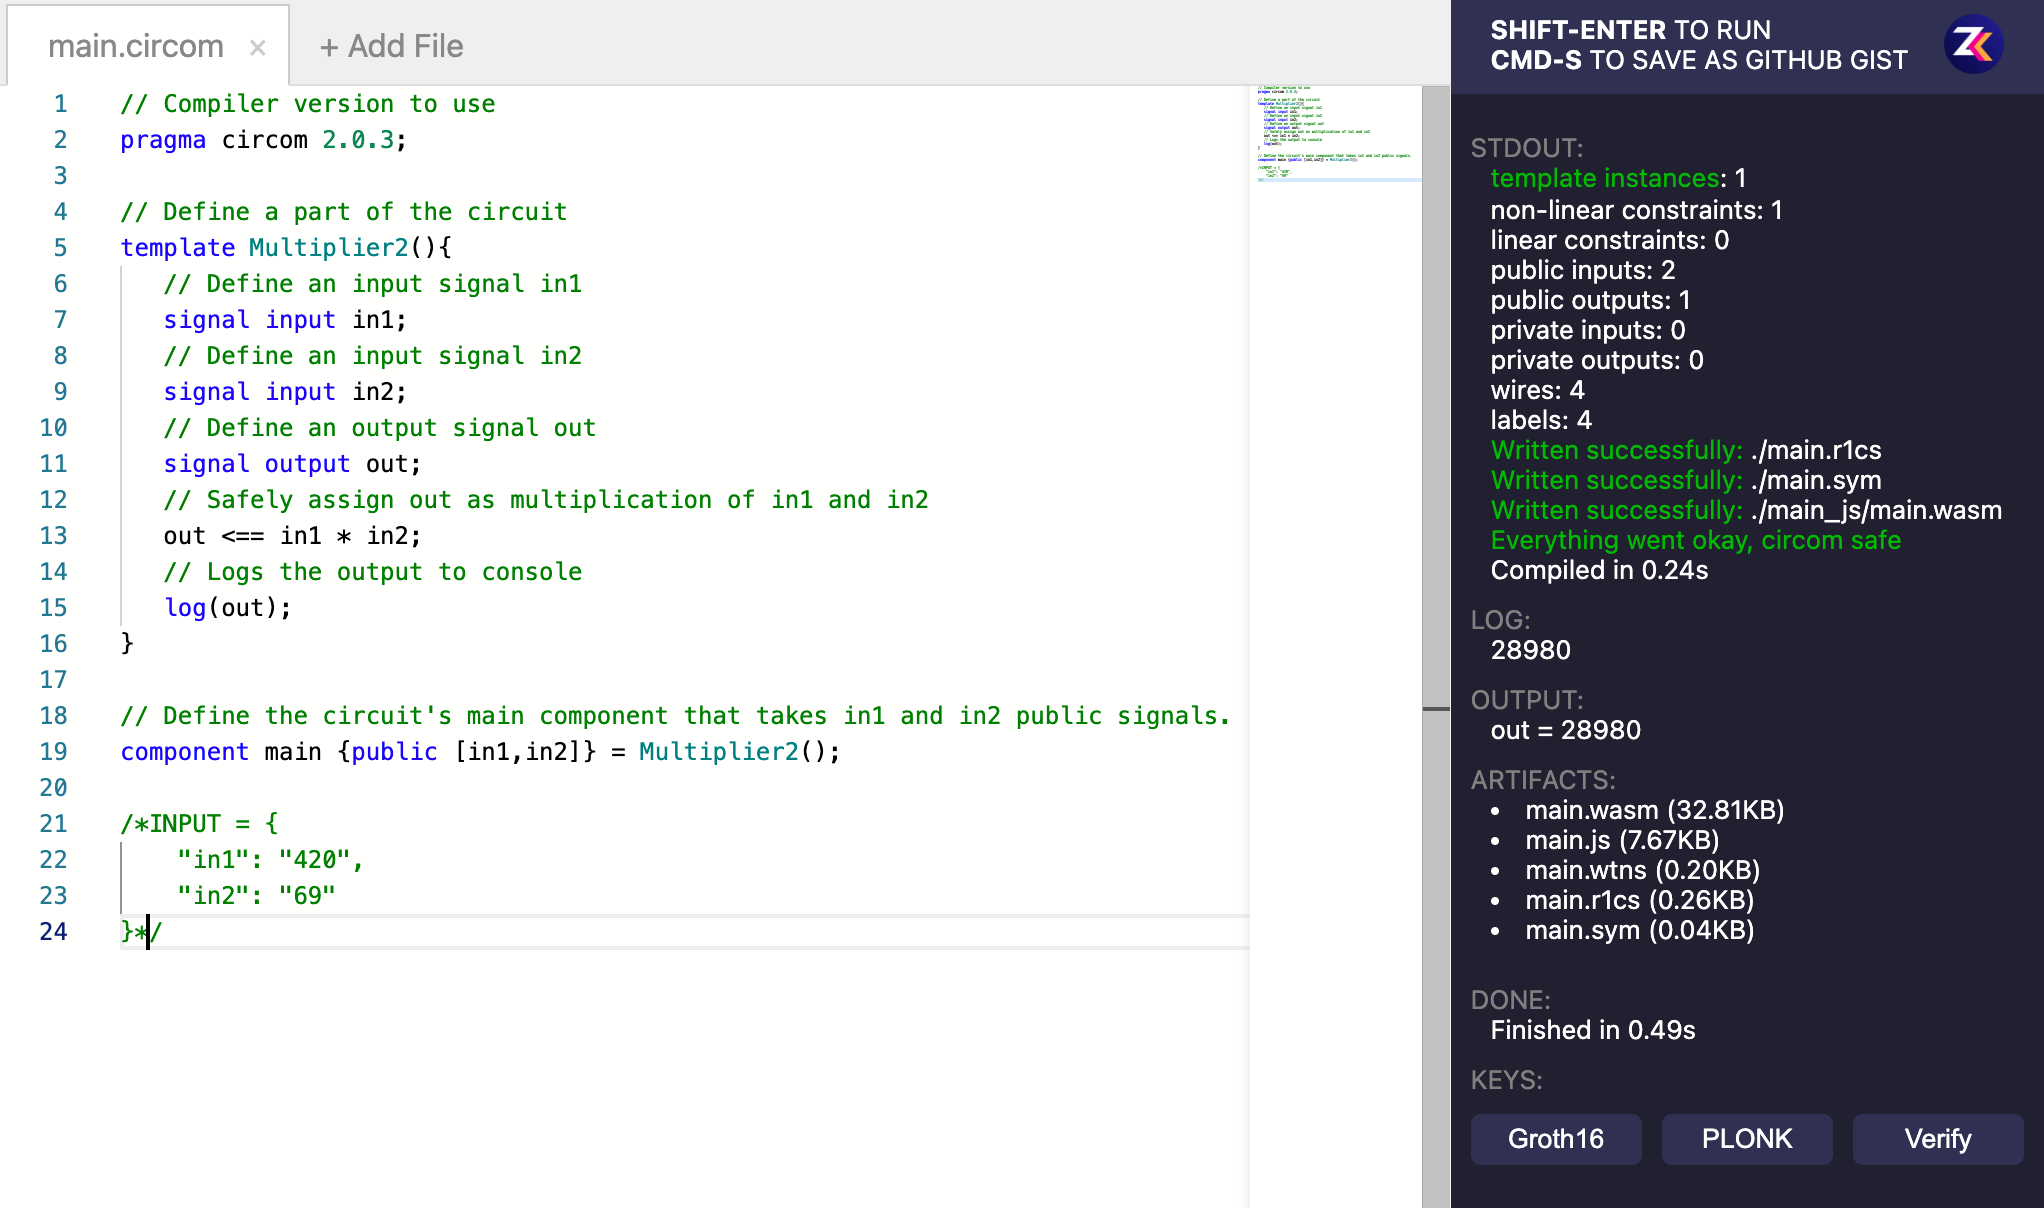 main.circom ×
+ Add File
1 // Compiler version to use
2 pragma circom 2.0.3;
3
4 // Define a part of the circuit
5 template Multiplier2(){
6 // Define an input signal in1
7 signal input in1;
8 // Define an input signal in2
9 signal input in2;
10 // Define an output signal out
11 signal output out;
12 // Safely assign out as multiplication of in1 and in2
13 out <== in1 * in2;
14 // Logs the output to console
15 log(out);
16 }
17
18 // Define the circuit's main component that takes in1 and in2 public signals.
19 component main {public [in1,in2]} = Multiplier2();
20
21 /*INPUT = {
22 "in1": "420",
23 "in2": "69"
24 }*/
SHIFT-ENTER TO RUN
CMD-S TO SAVE AS GITHUB GIST
ZK
STDOUT:
template instances: 1
non-linear constraints: 1
linear constraints: 0
public inputs: 2
public outputs: 1
private inputs: 0
private outputs: 0
wires: 4
labels: 4
Written successfully: ./main.r1cs
Written successfully: ./main.sym
Written successfully: ./main_js/main.wasm
Everything went okay, circom safe
Compiled in 0.24s
LOG:
28980
OUTPUT:
out = 28980
ARTIFACTS:
• main.wasm (32.81KB)
• main.js (7.67KB)
• main.wtns (0.20KB)
• main.r1cs (0.26KB)
• main.sym (0.04KB)
DONE:
Finished in 0.49s
KEYS:
Groth16
PLONK
Verify